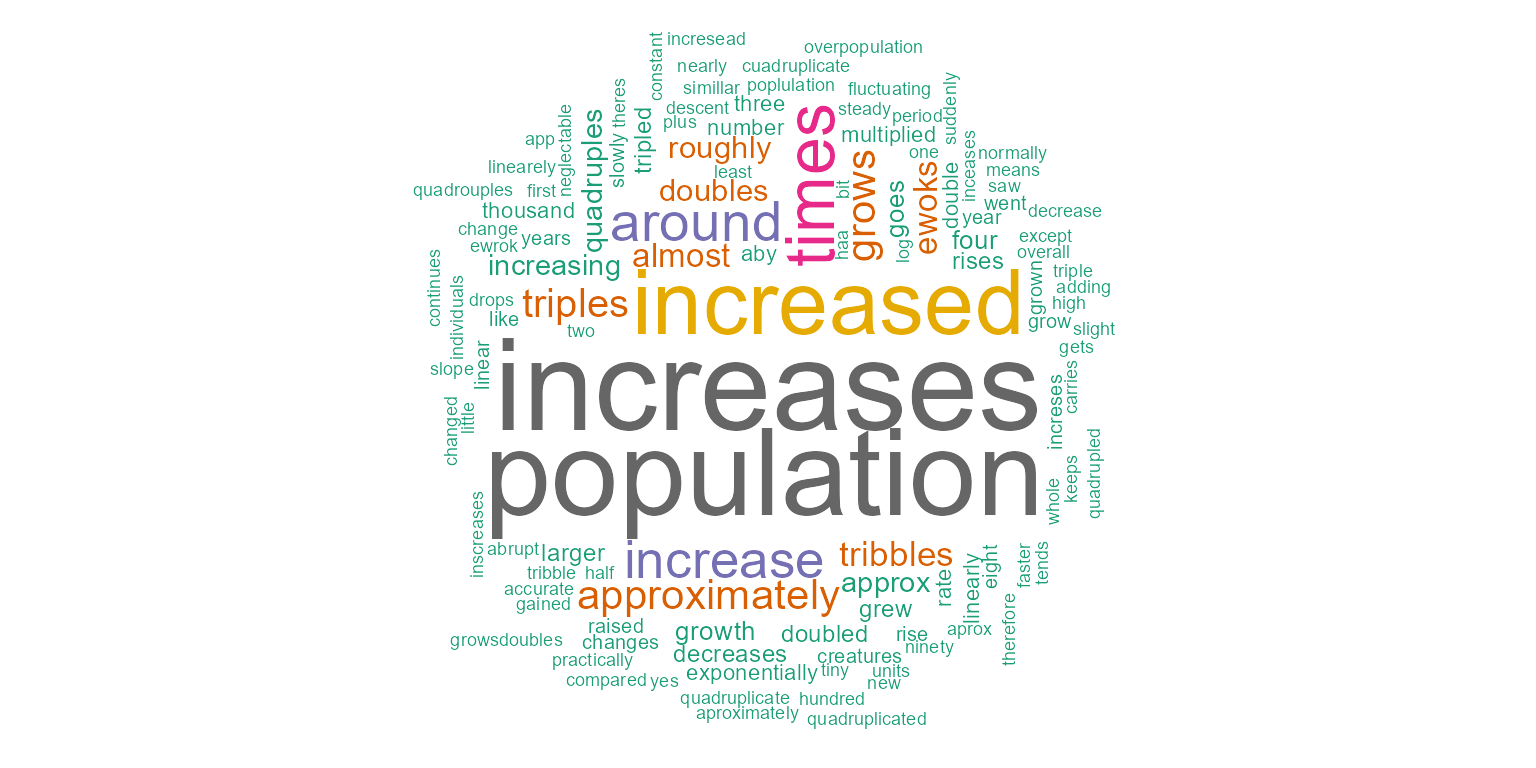 incresead
overpopulation
constant
nearly
cuadruplicate
simillar
poplulation
fluctuating
suddenly
theres
descent
three
steady
period
plus
number
multiplied
app
neglectable
quadruples
slowly
tripled
roughly
times
one
inceases
normally
linearely
least
means
quadrouples
first
doubles
bit
grows
ewoks
double
saw
thousand
around
goes
went
decrease
year
change
ewrok
years
almost
aby
haa
log
four
except
overall
increasing
rises
continues
individuals
grown
triple
adding
drops
triples
increased
high
like
two
grow
slight
linear
gets
slope
increases
carries
increses
changed
little
population
quadrupled
keeps
whole
inscreases
abrupt
larger
increase
tribbles
linearly
eight
faster
tends
tribble
half
accurate
approximately
approx
rate
gained
grew
therefore
raised
growth
doubled
rise
aprox
growsdoubles
changes
ninety
practically
decreases
creatures
compared
yes
exponentially
tiny
units
new
quadruplicate
hundred
aproximately
quadruplicated